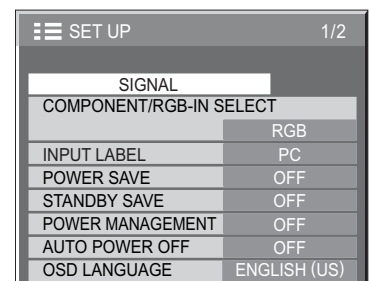 SET UP 1/2
SIGNAL
COMPONENT/RGB-IN SELECT
RGB
INPUT LABEL PC
POWER SAVE OFF
STANDBY SAVE OFF
POWER MANAGEMENT OFF
AUTO POWER OFF OFF
OSD LANGUAGE ENGLISH (US)